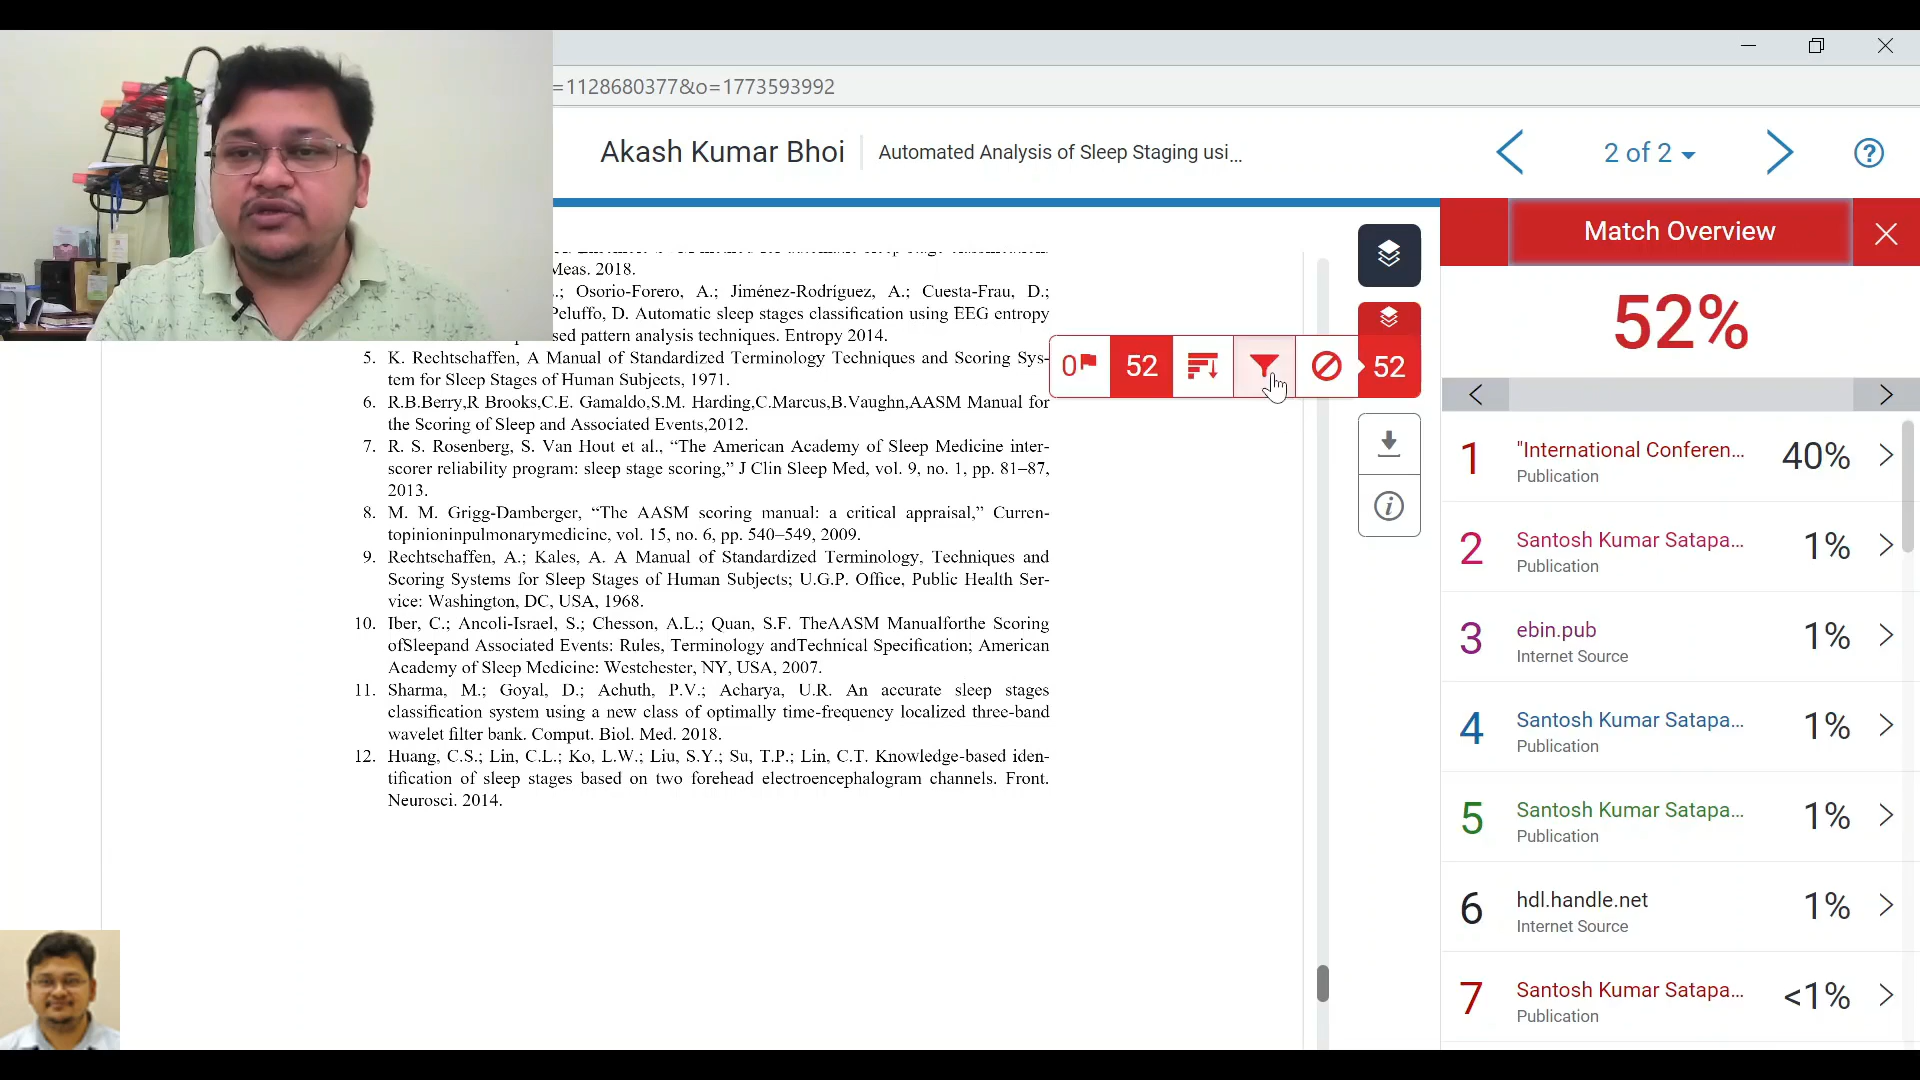 =1128680377&o=1773593992
Akash Kumar Bhoi
Automated Analysis of Sleep Staging usi...
2 of 2
?
Meas. 2018.
.; Osorio-Forero, A.; Jiménez-Rodríguez, A.; Cuesta-Frau, D.;
Peluffo, D. Automatic sleep stages classification using EEG entropy
sed pattern analysis techniques. Entropy 2014.
5. K. Rechtschaffen, A Manual of Standardized Terminology Techniques and Scoring Sys-
tem for Sleep Stages of Human Subjects, 1971.
6. R.B.Berry,R Brooks,C.E. Gamaldo,S.M. Harding,C.Marcus,B.Vaughn,AASM Manual for
the Scoring of Sleep and Associated Events,2012.
7. R. S. Rosenberg, S. Van Hout et al., “The American Academy of Sleep Medicine inter-
scorer reliability program: sleep stage scoring,” J Clin Sleep Med, vol. 9, no. 1, pp. 81–87,
2013.
8. M. M. Grigg-Damberger, “The AASM scoring manual: a critical appraisal,” Curren-
topinioninpulmonarymedicine, vol. 15, no. 6, pp. 540–549, 2009.
9. Rechtschaffen, A.; Kales, A. A Manual of Standardized Terminology, Techniques and
Scoring Systems for Sleep Stages of Human Subjects; U.G.P. Office, Public Health Ser-
vice: Washington, DC, USA, 1968.
10. Iber, C.; Ancoli-Israel, S.; Chesson, A.L.; Quan, S.F. TheAASM Manualforthe Scoring
ofSleepand Associated Events: Rules, Terminology andTechnical Specification; American
Academy of Sleep Medicine: Westchester, NY, USA, 2007.
11. Sharma, M.; Goyal, D.; Achuth, P.V.; Acharya, U.R. An accurate sleep stages
classification system using a new class of optimally time-frequency localized three-band
wavelet filter bank. Comput. Biol. Med. 2018.
12. Huang, C.S.; Lin, C.L.; Ko, L.W.; Liu, S.Y.; Su, T.P.; Lin, C.T. Knowledge-based iden-
tification of sleep stages based on two forehead electroencephalogram channels. Front.
Neurosci. 2014.
0 52 52
Match Overview
52%
1 "International Conferen... 40%
Publication
2 Santosh Kumar Satapa... 1%
Publication
3 ebin.pub 1%
Internet Source
4 Santosh Kumar Satapa... 1%
Publication
5 Santosh Kumar Satapa... 1%
Publication
6 hdl.handle.net 1%
Internet Source
7 Santosh Kumar Satapa... <1%
Publication